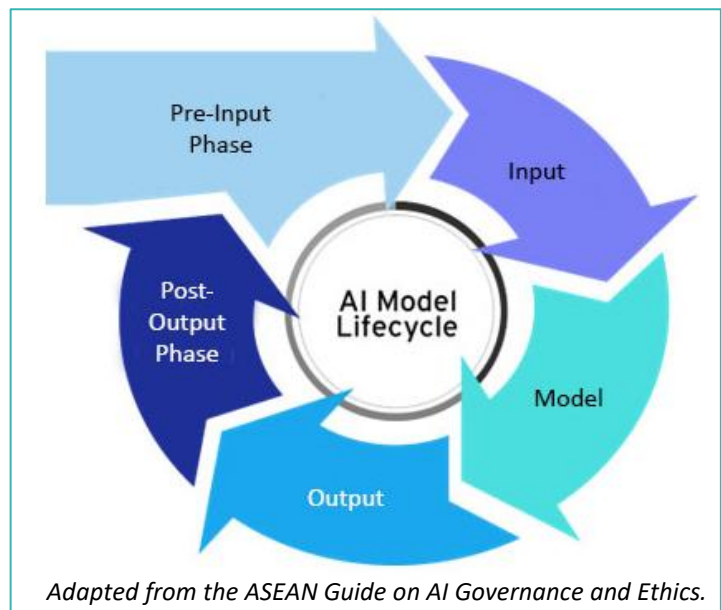 Pre-Input
Phase
Input
Model
Output
Post-
Output
Phase
AI Model
Lifecycle
Adapted from the ASEAN Guide on AI Governance and Ethics.